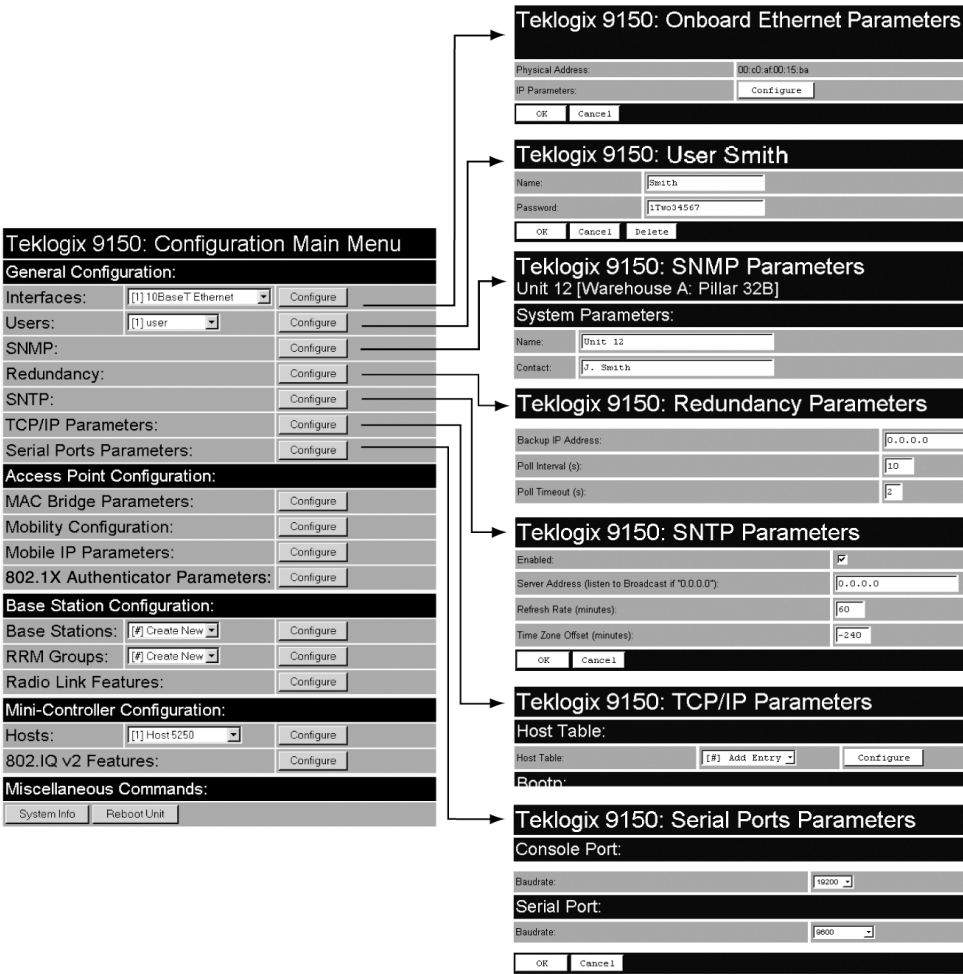 Teklogix 9150: Configuration Main Menu
General Configuration:
Interfaces: [1] 10BaseT Ethernet Configure
Users: [1] user Configure
SNMP: Configure
Redundancy: Configure
SNTP: Configure
TCP/IP Parameters: Configure
Serial Ports Parameters: Configure
Access Point Configuration:
MAC Bridge Parameters: Configure
Mobility Configuration: Configure
Mobile IP Parameters: Configure
802.1X Authenticator Parameters: Configure
Base Station Configuration:
Base Stations: [#] Create New Configure
RRM Groups: [#] Create New Configure
Radio Link Features: Configure
Mini-Controller Configuration:
Hosts: [1] Host 5250 Configure
802.IQ v2 Features: Configure
Miscellaneous Commands:
System Info Reboot Unit
Teklogix 9150: Onboard Ethernet Parameters
Physical Address: 00:c0:af:00:15:ba
IP Parameters: Configure
OK Cancel
Teklogix 9150: User Smith
Name: Smith
Password: 1Two34567
OK Cancel Delete
Teklogix 9150: SNMP Parameters
Unit 12 [Warehouse A: Pillar 32B]
System Parameters:
Name: Unit 12
Contact: J. Smith
Teklogix 9150: Redundancy Parameters
Backup IP Address: 0.0.0.0
Poll Interval (s): 10
Poll Timeout (s): 2
Teklogix 9150: SNTP Parameters
Enabled:
Server Address (listen to Broadcast if "0.0.0.0"): 0.0.0.0
Refresh Rate (minutes): 60
Time Zone Offset (minutes): -240
OK Cancel
Teklogix 9150: TCP/IP Parameters
Host Table:
Host Table: [#] Add Entry Configure
Bootp:
Teklogix 9150: Serial Ports Parameters
Console Port:
Baudrate: 19200
Serial Port:
Baudrate: 9600
OK Cancel